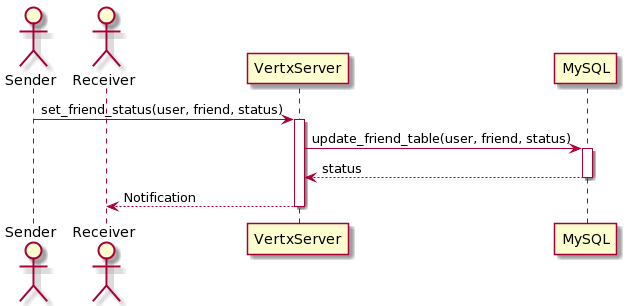 Sender Receiver VertxServer MySQL
set_friend_status(user, friend, status)
update_friend_table(user, friend, status)
status
Notification
Sender Receiver VertxServer MySQL